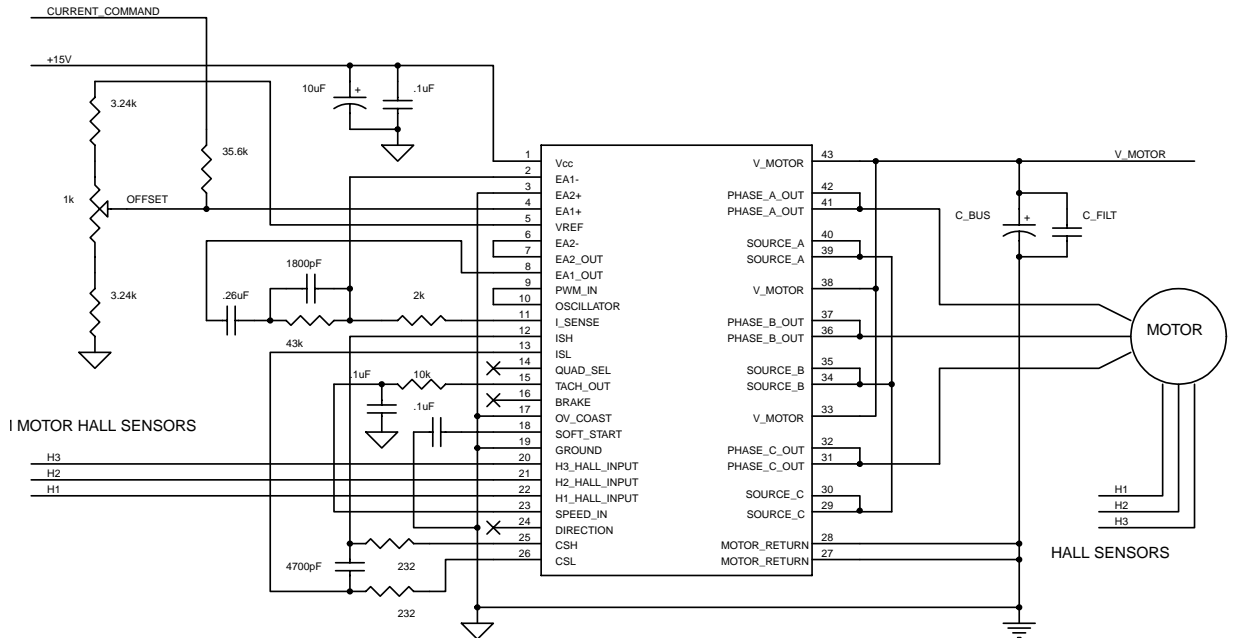 CURRENT_COMMAND
+15V
3.24k
10uF
+
.1uF
35.6k
1k
OFFSET
3.24k
1800pF
.26uF
2k
43k
.1uF
10k
.1uF
I MOTOR HALL SENSORS
H3
H2
H1
4700pF
232
232
1 Vcc
2 EA1-
3 EA2+
4 EA1+
5 VREF
6 EA2-
7 EA2_OUT
8 EA1_OUT
9 PWM_IN
10 OSCILLATOR
11 I_SENSE
12 ISH
13 ISL
14 QUAD_SEL
15 TACH_OUT
16 BRAKE
17 OV_COAST
18 SOFT_START
19 GROUND
20 H3_HALL_INPUT
21 H2_HALL_INPUT
22 H1_HALL_INPUT
23 SPEED_IN
24 DIRECTION
25 CSH
26 CSL
V_MOTOR 43
PHASE_A_OUT 42
PHASE_A_OUT 41
SOURCE_A 40
SOURCE_A 39
V_MOTOR 38
PHASE_B_OUT 37
PHASE_B_OUT 36
SOURCE_B 35
SOURCE_B 34
V_MOTOR 33
PHASE_C_OUT 32
PHASE_C_OUT 31
SOURCE_C 30
SOURCE_C 29
MOTOR_RETURN 28
MOTOR_RETURN 27
V_MOTOR
C_BUS
+
C_FILT
MOTOR
H1
H2
H3
HALL SENSORS